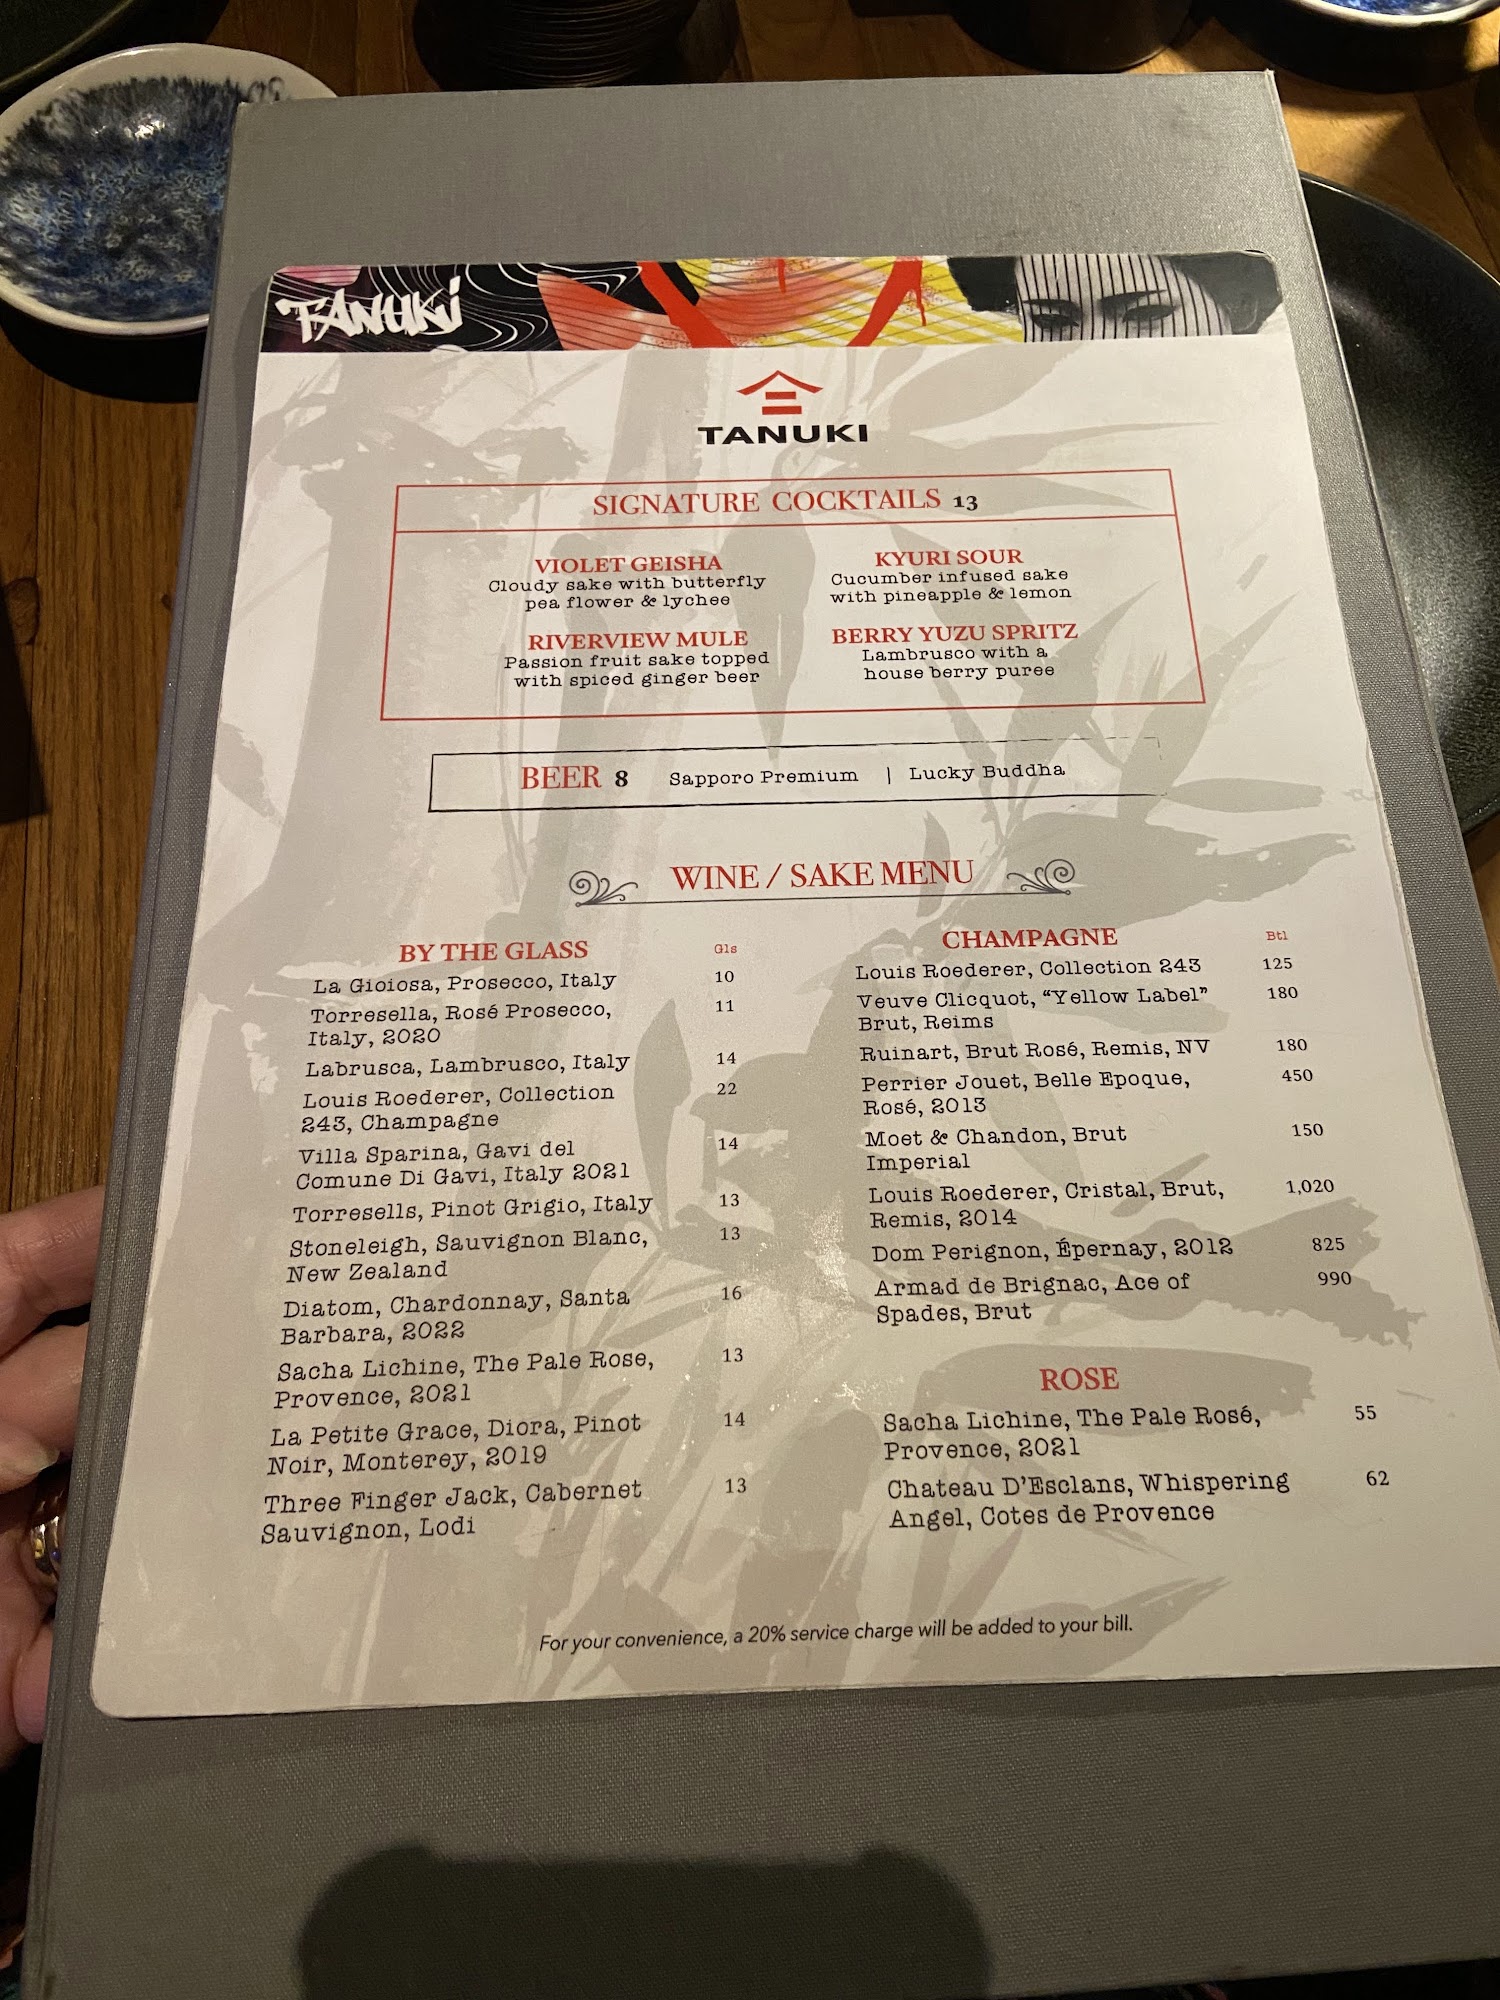 TANUKI
TANUKI
SIGNATURE COCKTAILS 13
VIOLET GEISHA
Cloudy sake with butterfly
pea flower & lychee
RIVERVIEW MULE
Passion fruit sake topped
with spiced ginger beer
KYURI SOUR
Cucumber infused sake
with pineapple & lemon
BERRY YUZU SPRITZ
Lambrusco with a
house berry puree
BEER 8 Sapporo Premium | Lucky Buddha
WINE / SAKE MENU
BY THE GLASS Gls
La Gioiosa, Prosecco, Italy 10
Torresella, Rosé Prosecco, 11
Italy, 2020
Labrusca, Lambrusco, Italy 14
Louis Roederer, Collection 22
243, Champagne
Villa Sparina, Gavi del 14
Comune Di Gavi, Italy 2021
Torresells, Pinot Grigio, Italy 13
Stoneleigh, Sauvignon Blanc, 13
New Zealand
Diatom, Chardonnay, Santa 16
Barbara, 2022
Sacha Lichine, The Pale Rose, 13
Provence, 2021
La Petite Grace, Diora, Pinot 14
Noir, Monterey, 2019
Three Finger Jack, Cabernet 13
Sauvignon, Lodi
CHAMPAGNE Btl
Louis Roederer, Collection 243 125
Veuve Clicquot, “Yellow Label” 180
Brut, Reims
Ruinart, Brut Rosé, Remis, NV 180
Perrier Jouet, Belle Epoque, 450
Rosé, 2013
Moet & Chandon, Brut 150
Imperial
Louis Roederer, Cristal, Brut, 1,020
Remis, 2014
Dom Perignon, Épernay, 2012 825
Armad de Brignac, Ace of 990
Spades, Brut
ROSE
Sacha Lichine, The Pale Rosé, 55
Provence, 2021
Chateau D'Esclans, Whispering 62
Angel, Cotes de Provence
For your convenience, a 20% service charge will be added to your bill.